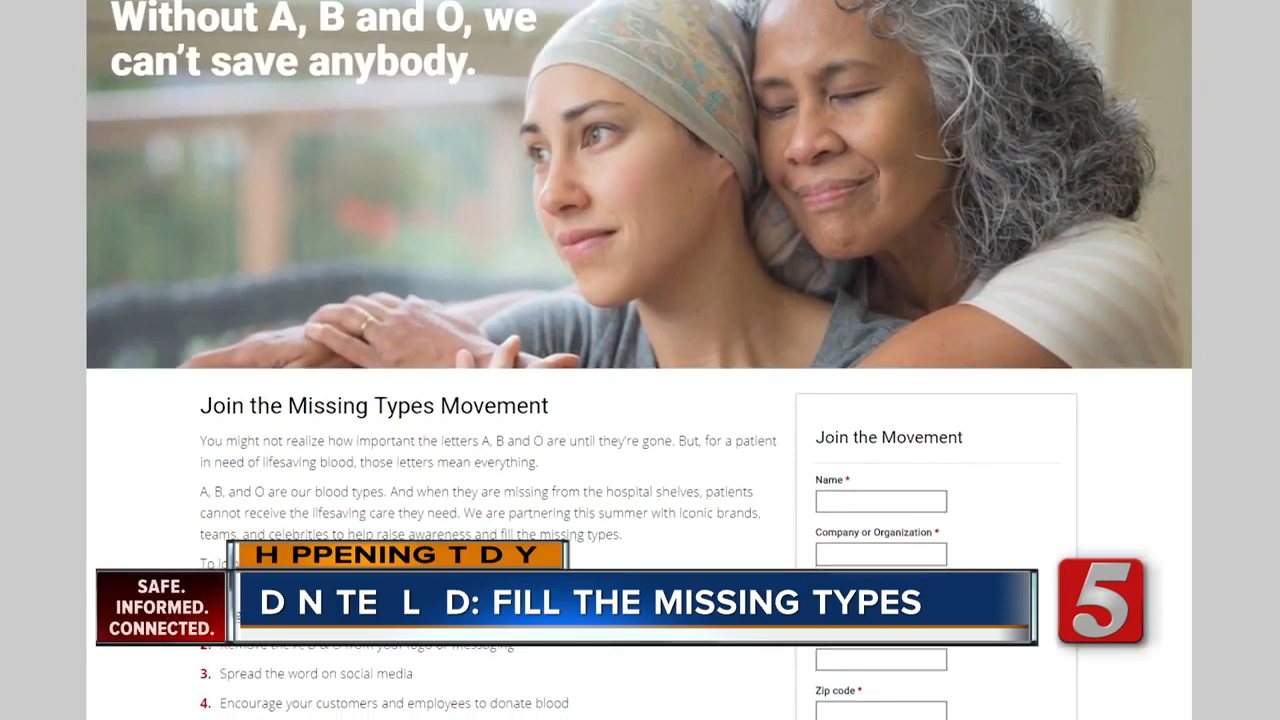 Without A, B and O, we
can't save anybody.
Join the Missing Types Movement
You might not realize how important the letters A, B and O are until they're gone. But, for a patient
in need of lifesaving blood, those letters mean everything.
A, B, and O are our blood types. And when they are missing from the hospital shelves, patients
cannot receive the lifesaving care they need. We are partnering this summer with iconic brands,
teams, and celebrities to help raise awareness and fill the missing types.
3. Spread the word on social media
4. Encourage your customers and employees to donate blood
Join the Movement
Name *
Company or Organization *
Zip code *
H PPENING T D Y
SAFE.
INFORMED.
CONNECTED.
D N TE L D: FILL THE MISSING TYPES
5